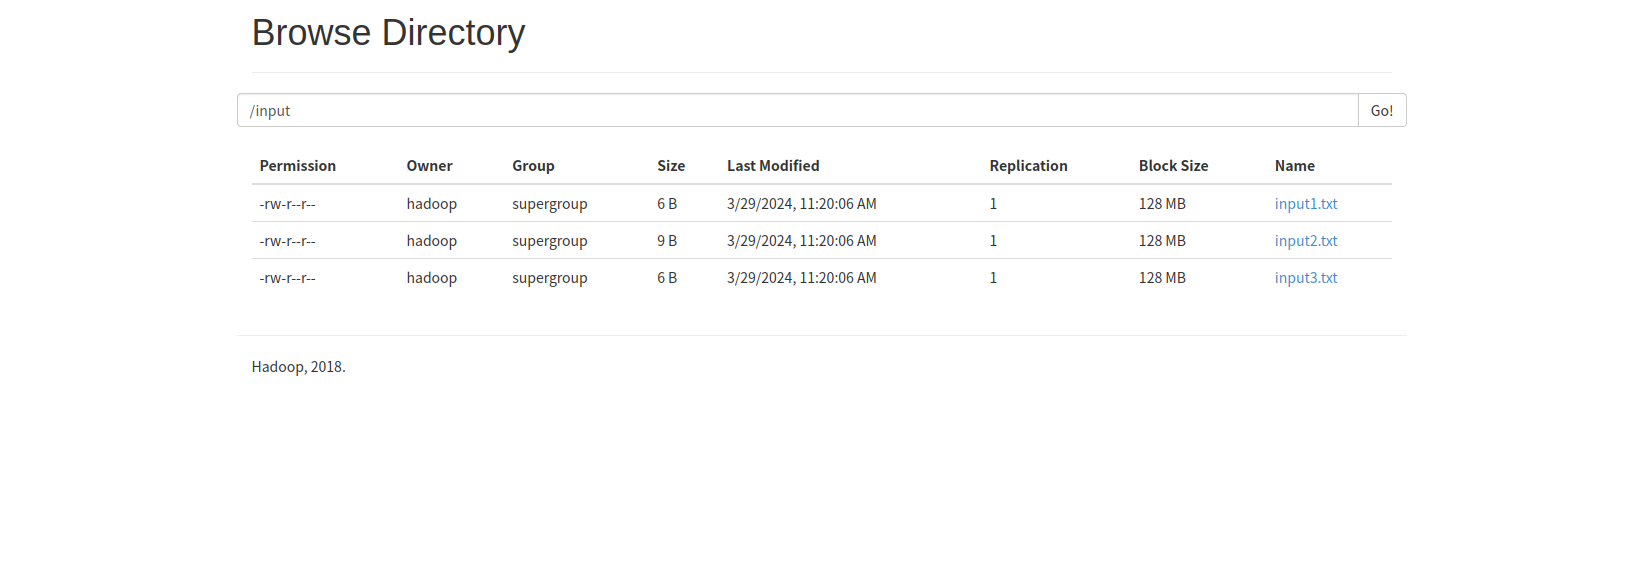 Browse Directory
/input Go!
Permission Owner Group Size Last Modified Replication Block Size Name
-rw-r--r-- hadoop supergroup 6 B 3/29/2024, 11:20:06 AM 1 128 MB input1.txt
-rw-r--r-- hadoop supergroup 9 B 3/29/2024, 11:20:06 AM 1 128 MB input2.txt
-rw-r--r-- hadoop supergroup 6 B 3/29/2024, 11:20:06 AM 1 128 MB input3.txt
Hadoop, 2018.